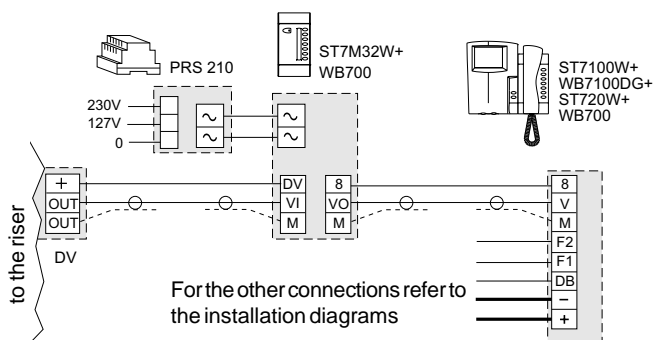 PRS 210
ST7M32W+
WB700
ST7100W+
WB7100DG+
ST720W+
WB700
230V
127V
0
~
~
~
~
to the riser
+
OUT
OUT
DV
DV
VI
M
8
VO
M
8
V
M
F2
F1
DB
−
+
For the other connections refer to
the installation diagrams